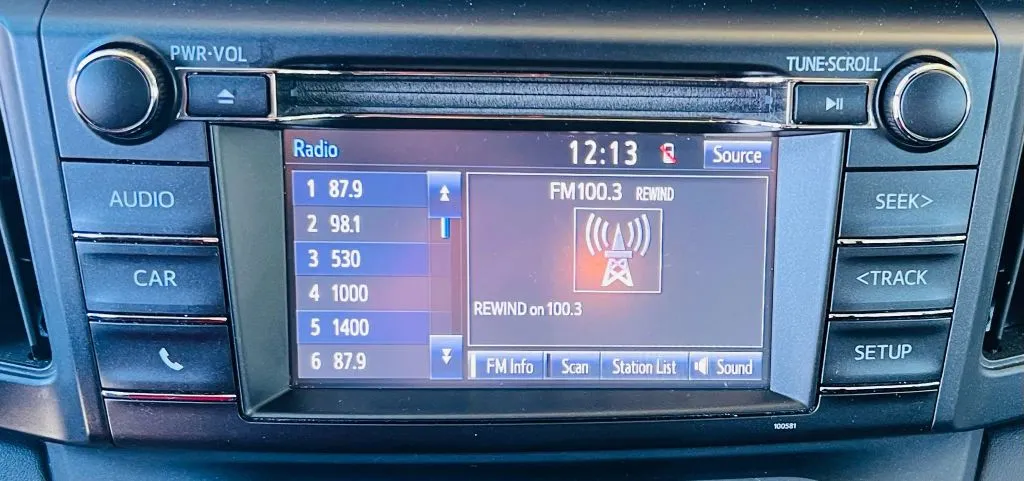 PWR·VOL
TUNE·SCROLL
Radio
12:13
Source
1 87.9
2 98.1
3 530
4 1000
5 1400
6 87.9
FM100.3 REWIND
REWIND on 100.3
FM Info
Scan
Station List
Sound
AUDIO
CAR
SEEK>
<TRACK
SETUP
100581